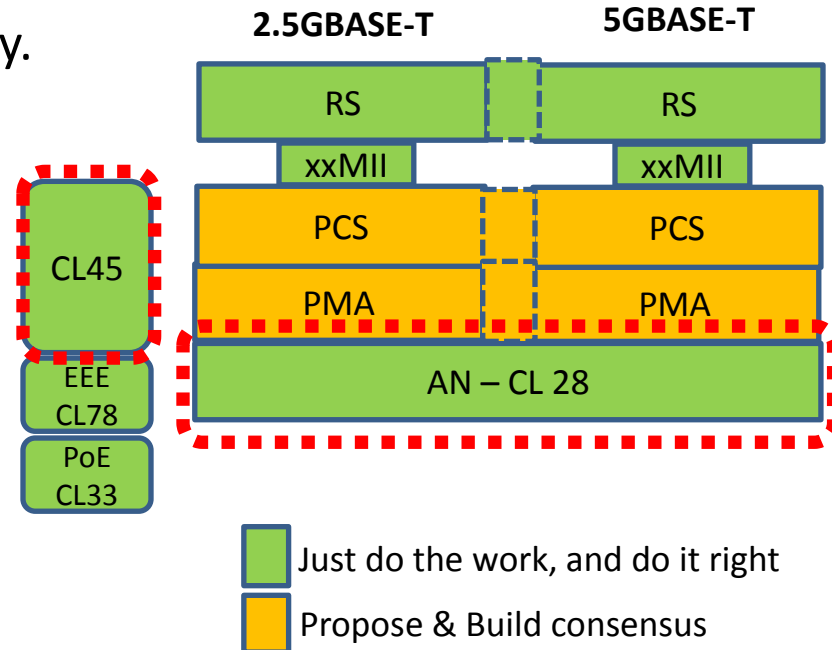 y.
2.5GBASE-T 5GBASE-T
RS RS
xxMII xxMII
PCS PCS
PMA PMA
AN – CL 28
CL45
EEE
CL78
PoE
CL33
Just do the work, and do it right
Propose & Build consensus